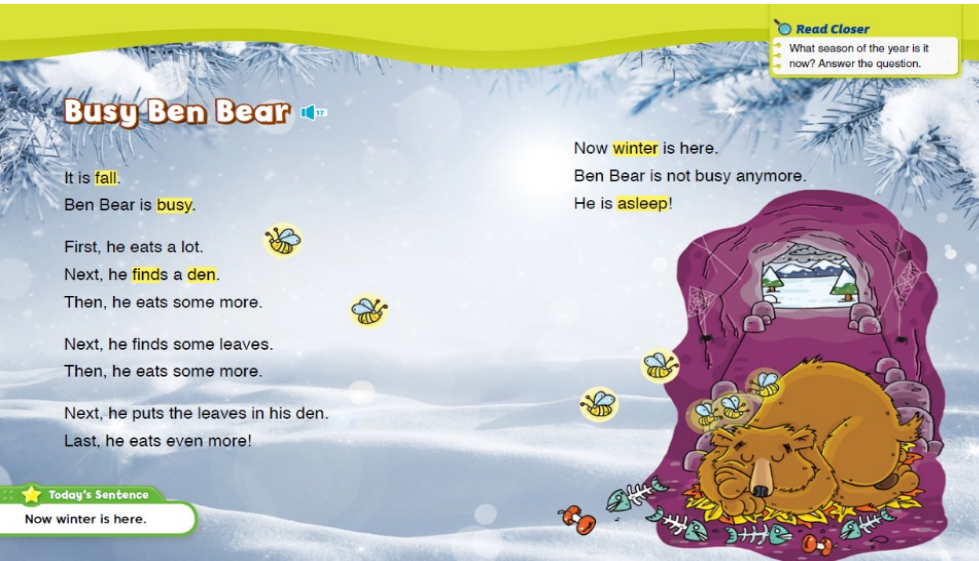 Read Closer
What season of the year is it
now? Answer the question.
Busy Ben Bear
17
It is fall.
Ben Bear is busy.
First, he eats a lot.
Next, he finds a den.
Then, he eats some more.
Next, he finds some leaves.
Then, he eats some more.
Next, he puts the leaves in his den.
Last, he eats even more!
Now winter is here.
Ben Bear is not busy anymore.
He is asleep!
Today's Sentence
Now winter is here.